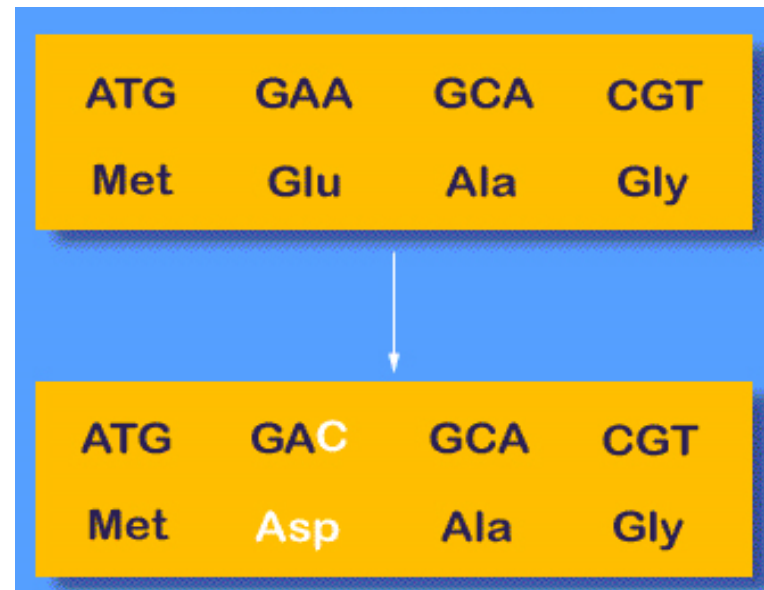 ATG GAA GCA CGT
Met Glu Ala Gly
ATG GAC GCA CGT
Met Asp Ala Gly